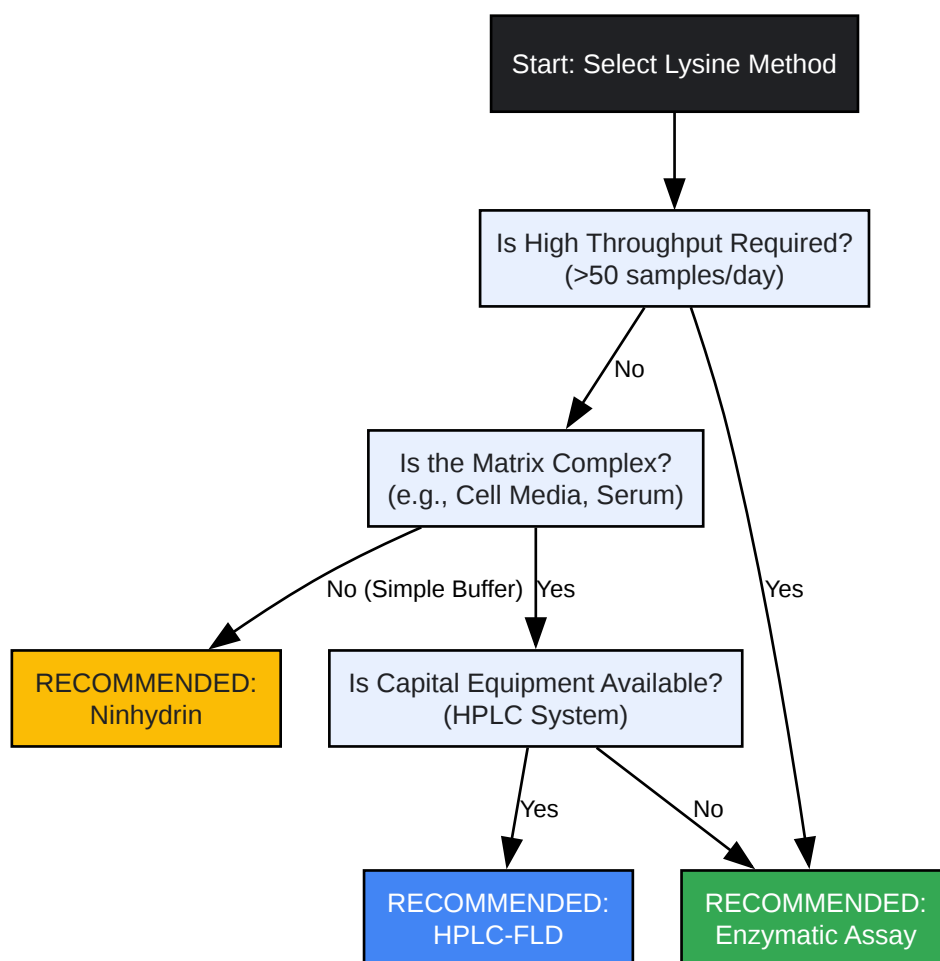 Start: Select Lysine Method
Is High Throughput Required?
(>50 samples/day)
No
Is the Matrix Complex?
(e.g., Cell Media, Serum)
No (Simple Buffer)
Yes
Yes
RECOMMENDED:
Ninhydrin
Is Capital Equipment Available?
(HPLC System)
Yes
No
RECOMMENDED:
HPLC-FLD
RECOMMENDED:
Enzymatic Assay